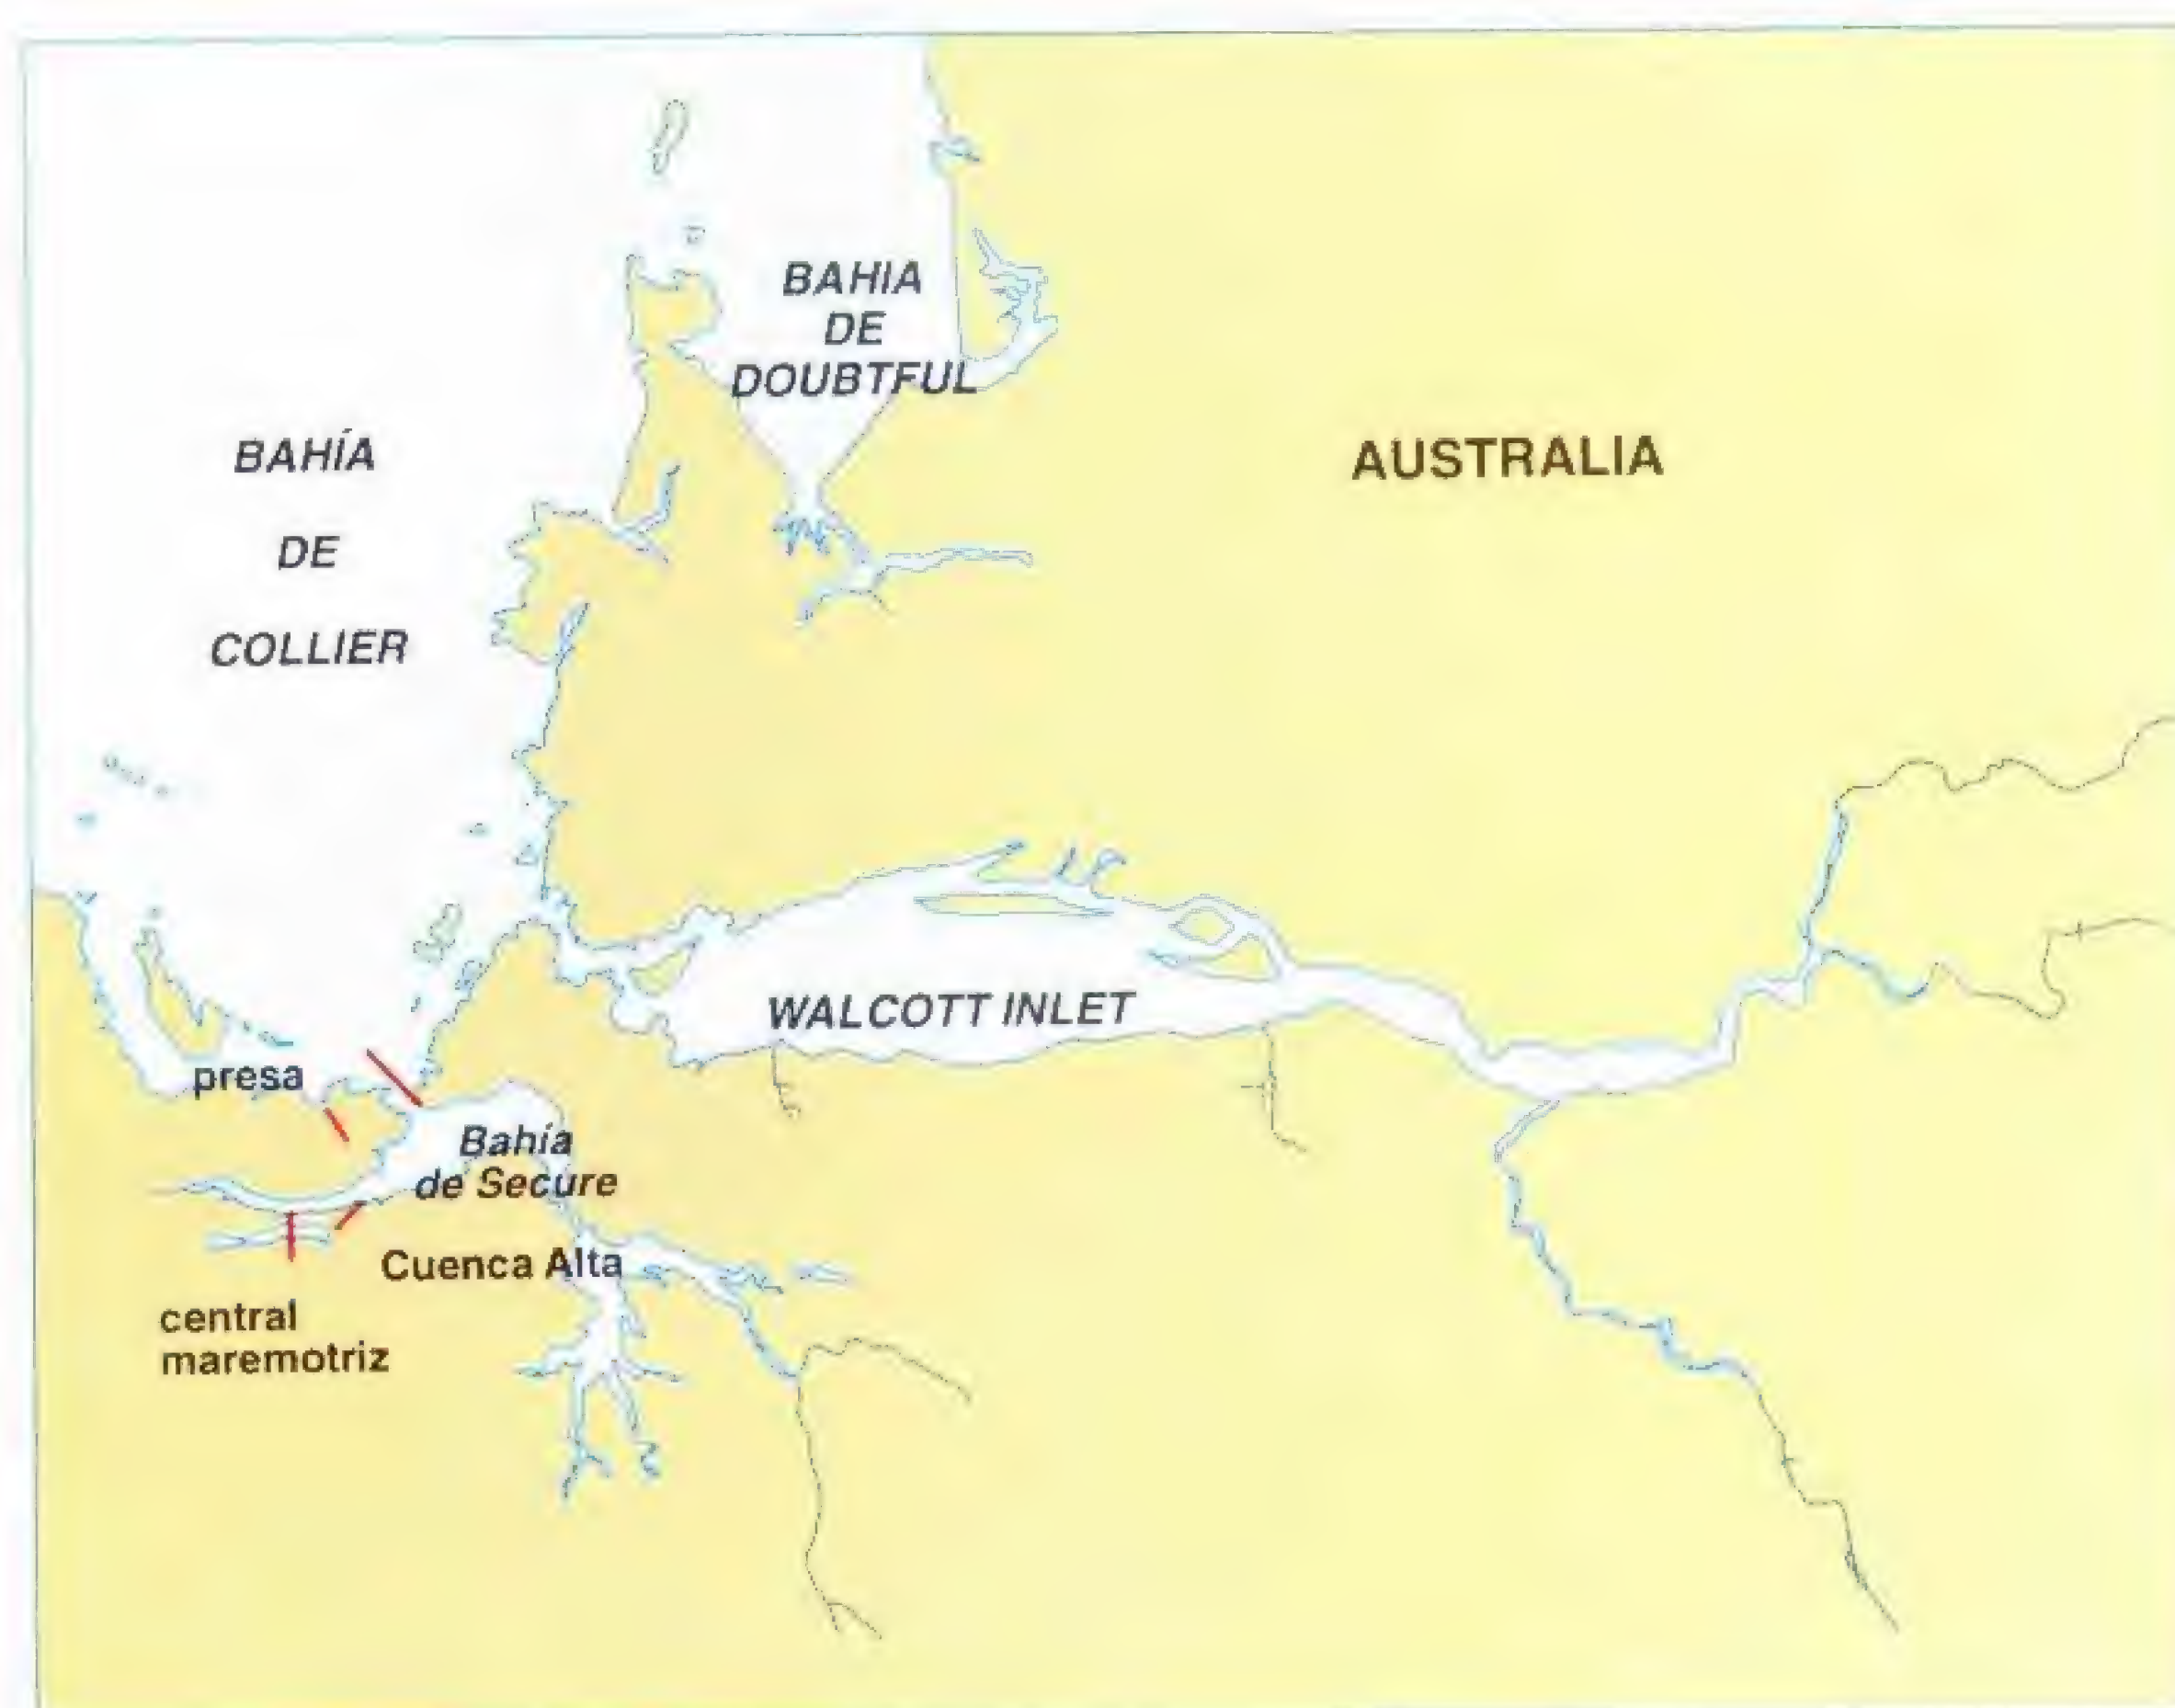 BAHIA
DE
DOUBTFUL
BAHÍA
DE
COLLIER
AUSTRALIA
WALCOTT INLET
presa
Bahía
de Secure
Cuenca Alta
central
maremotriz